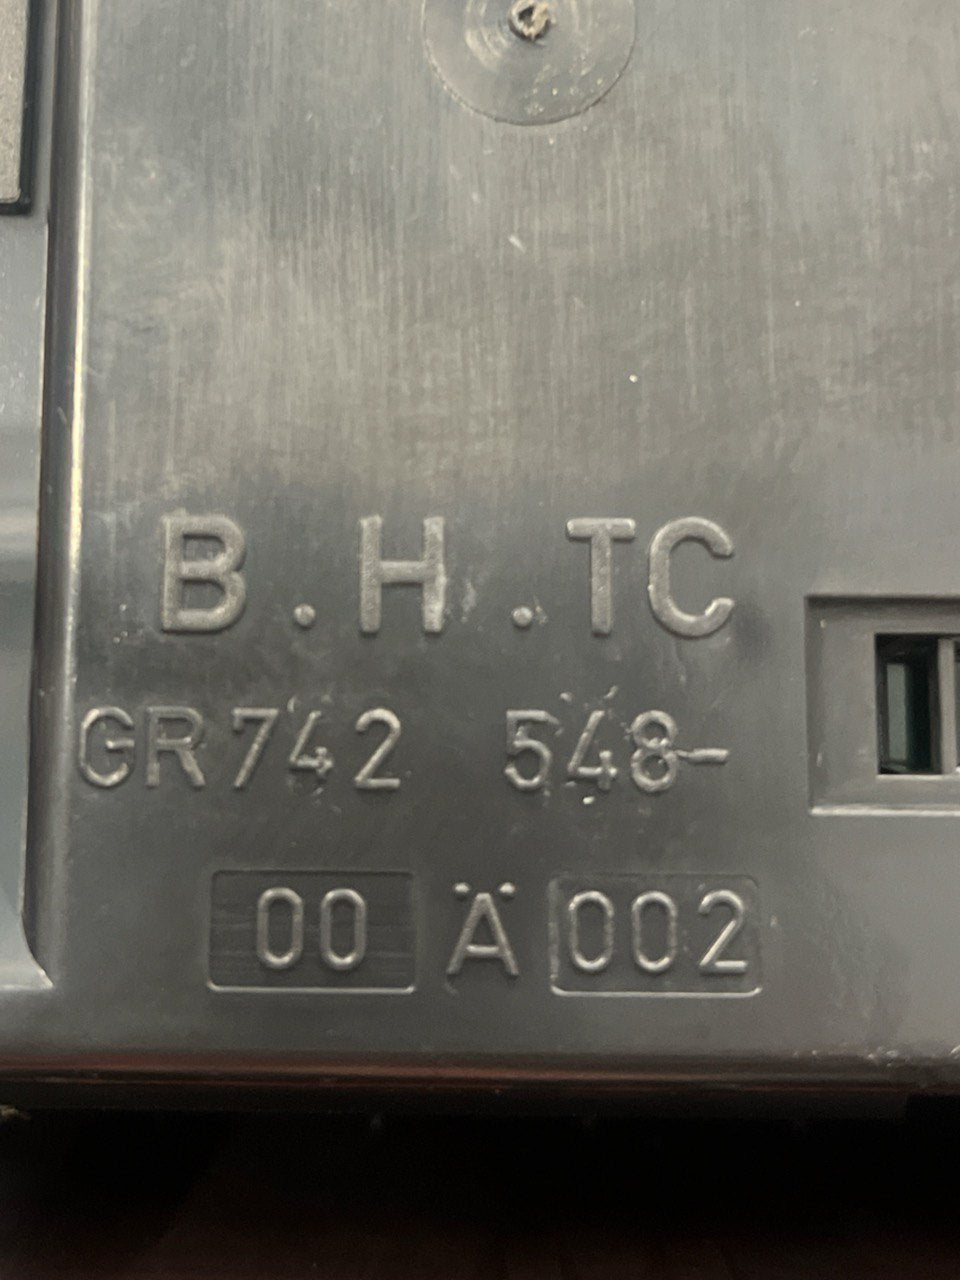 B.H.TC
GR742 548-
00 Ä 002